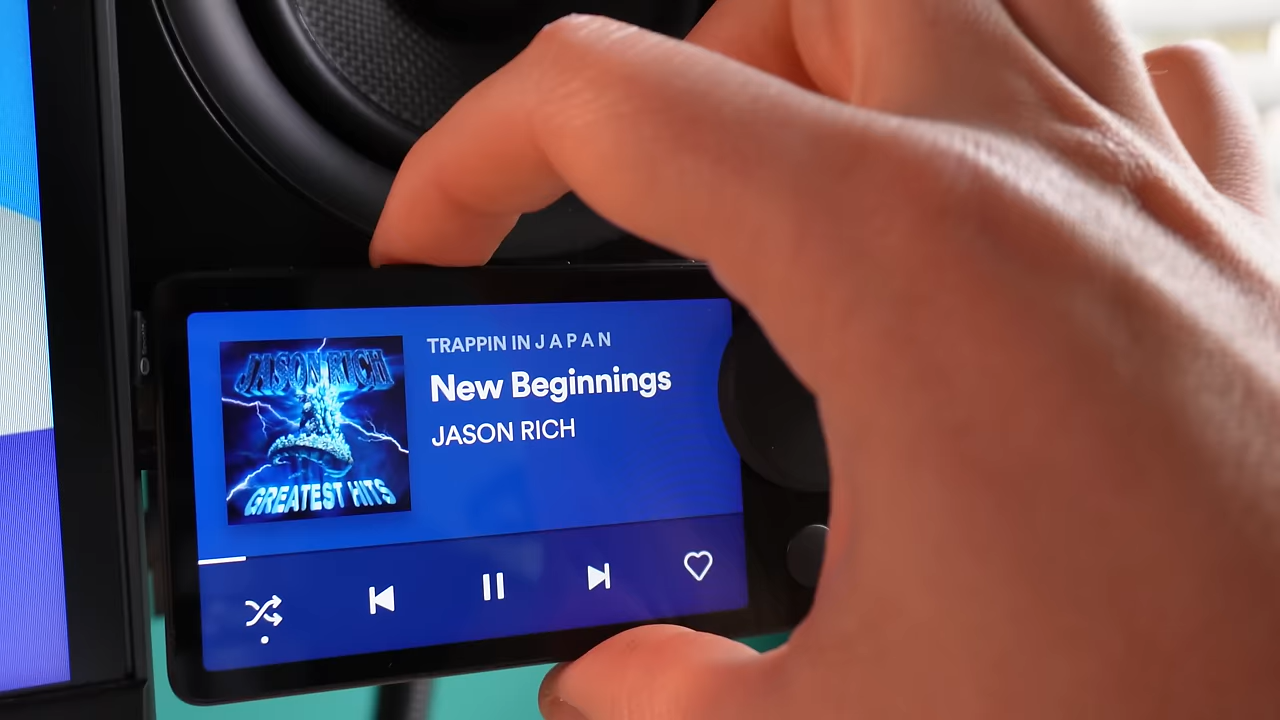 TRAPPIN IN J A P A N
New Beginnings
JASON RICH
JASON RICH
GREATEST HITS